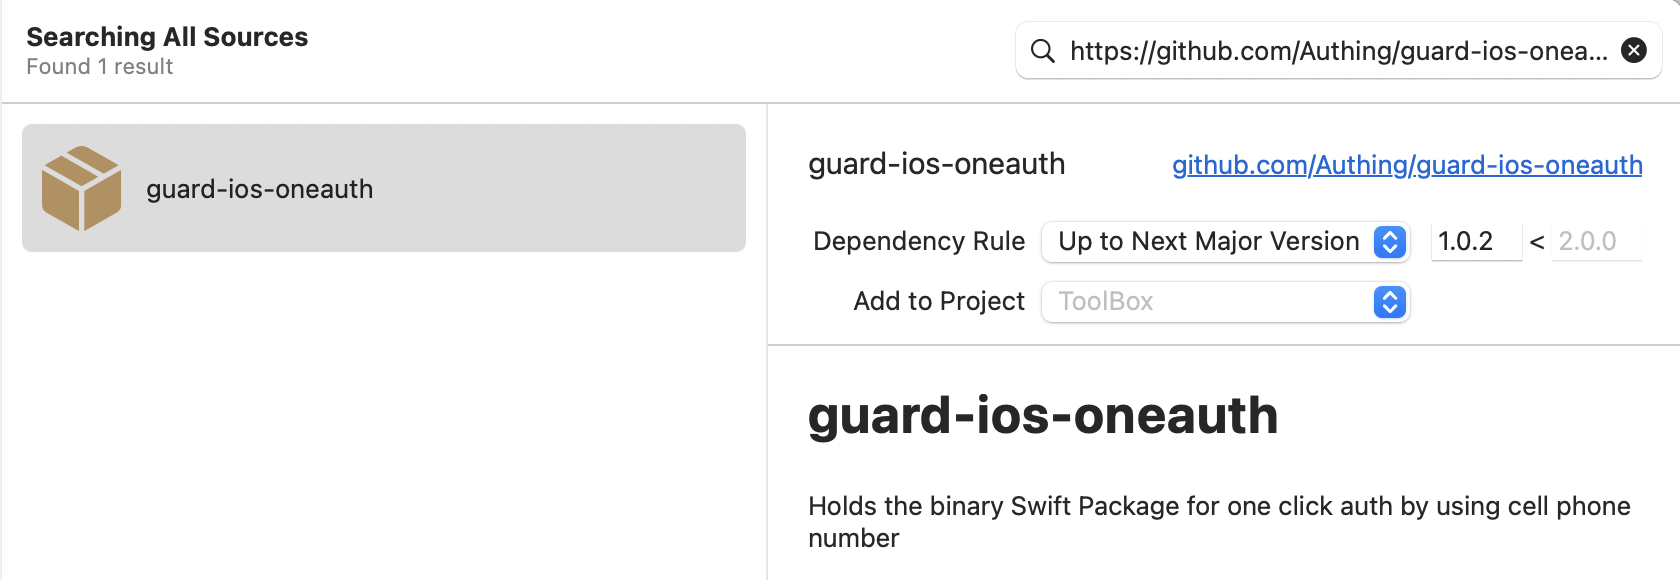 Searching All Sources
Found 1 result
https://github.com/Authing/guard-ios-onea...
guard-ios-oneauth
guard-ios-oneauth
github.com/Authing/guard-ios-oneauth
Dependency Rule
Up to Next Major Version
1.0.2 < 2.0.0
Add to Project
ToolBox
guard-ios-oneauth
Holds the binary Swift Package for one click auth by using cell phone
number